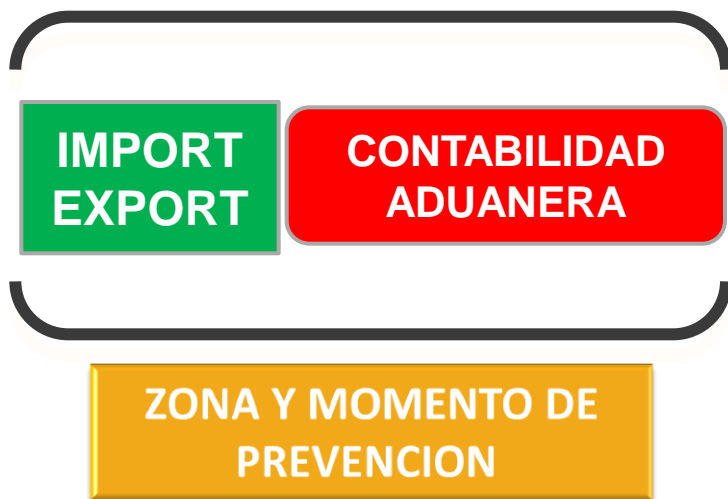 IMPORT
EXPORT
CONTABILIDAD
ADUANERA
ZONA Y MOMENTO DE
PREVENCION